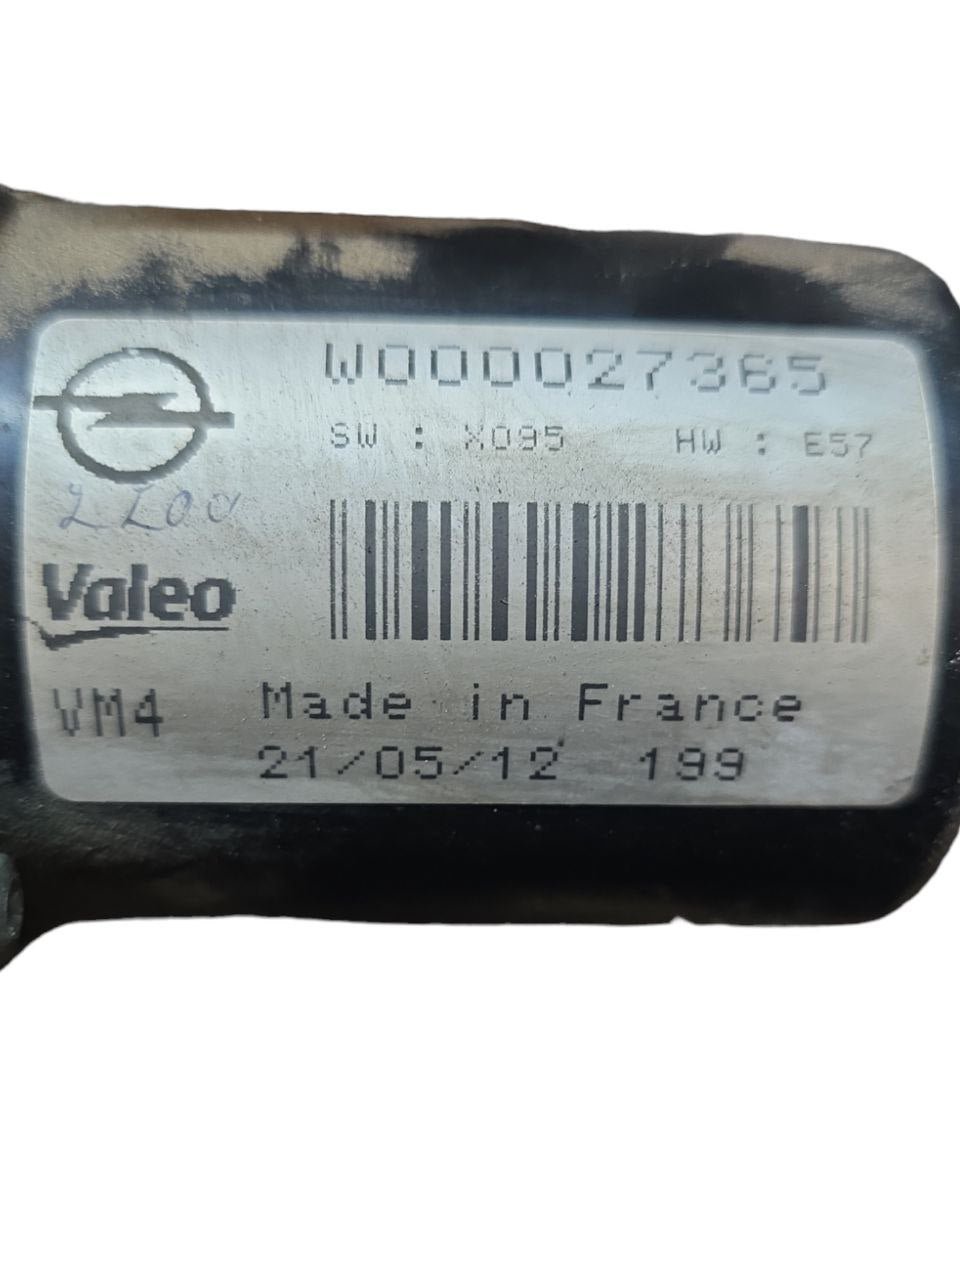 W000027365
SW : X095 HW : E57
Valeo
VM4
Made in France
21/05/12 199